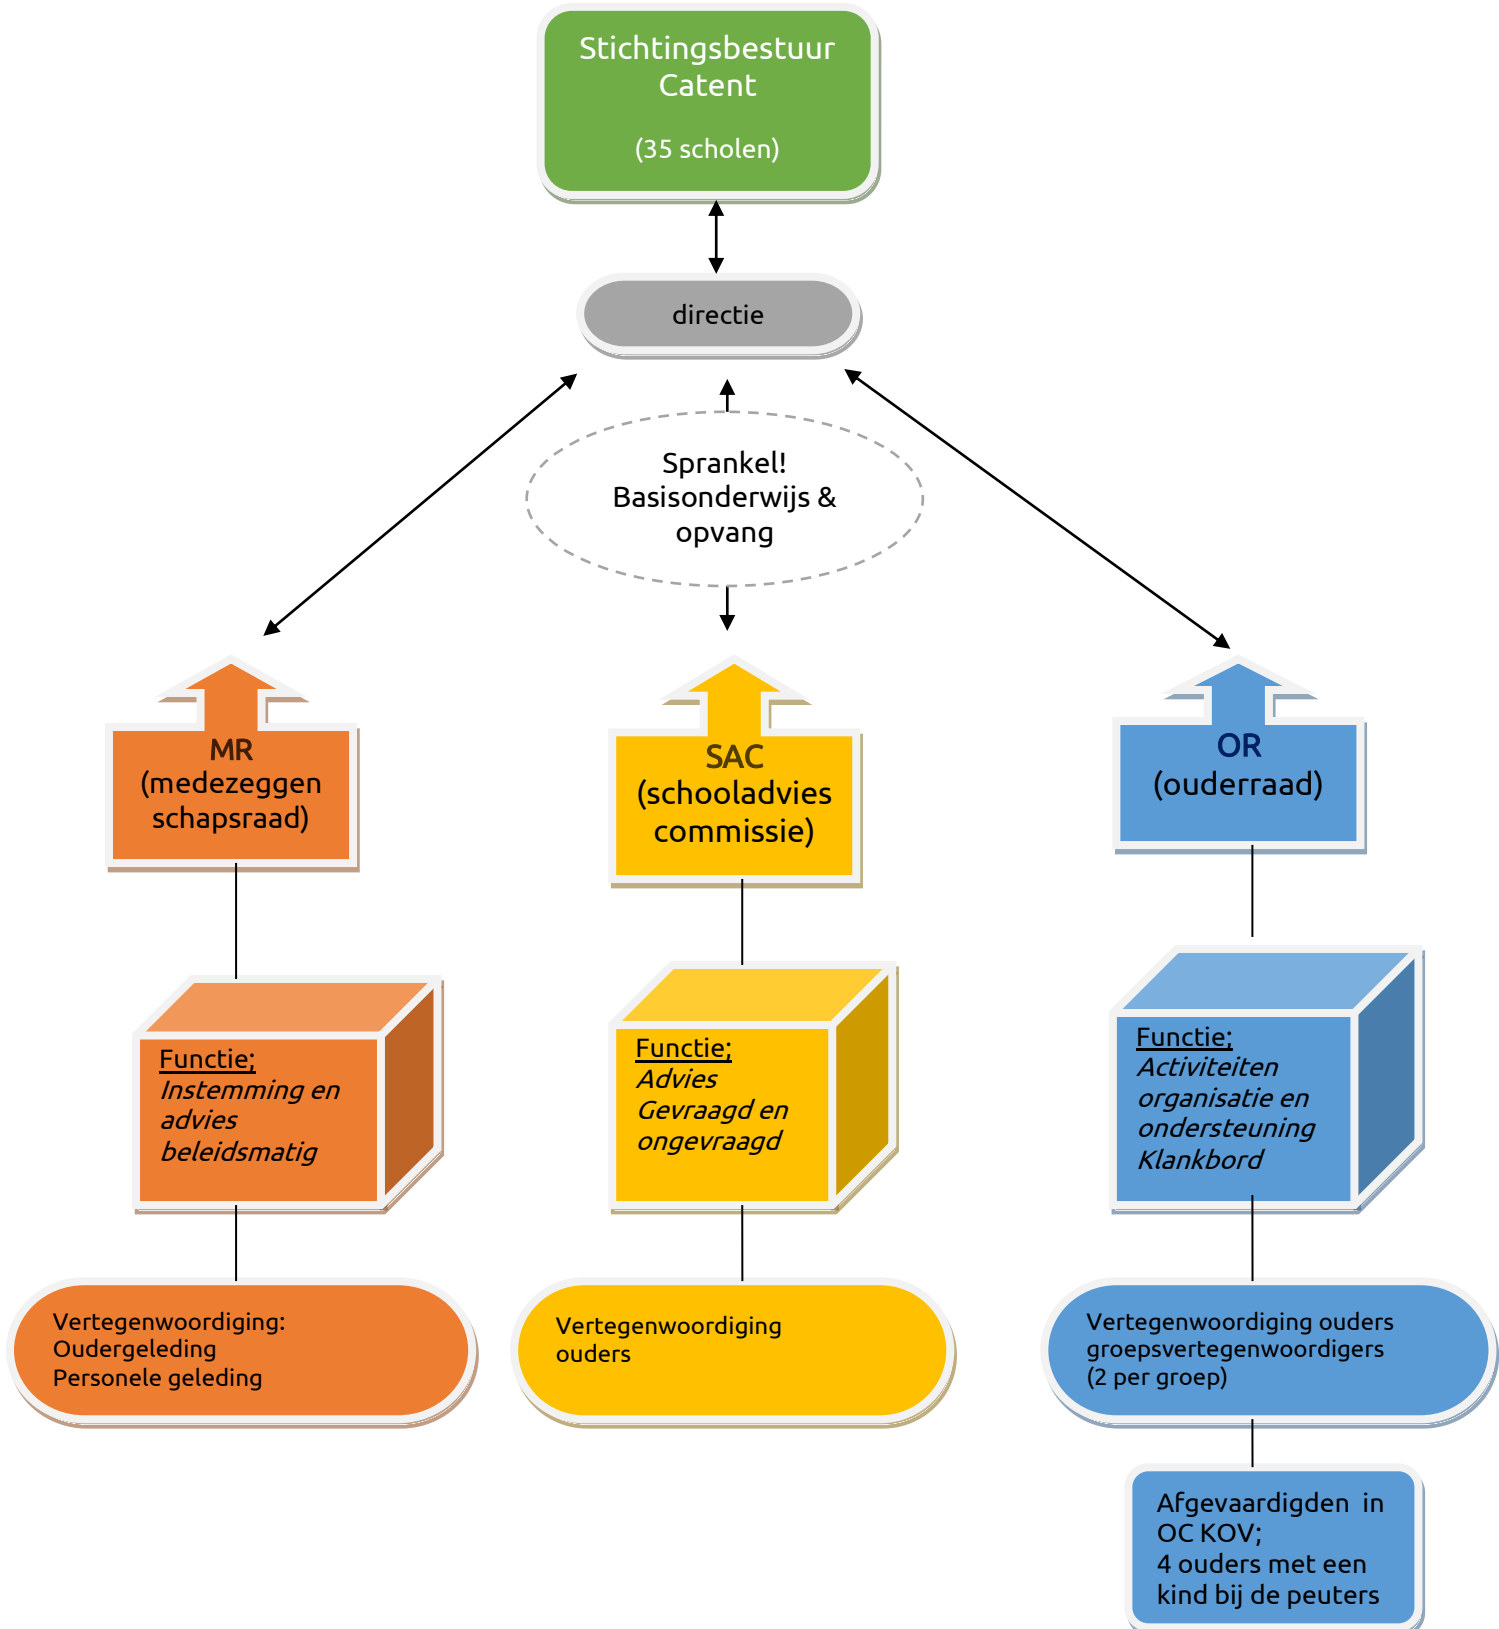 Stichtingsbestuur
Catent
(35 scholen)
directie
Sprankel!
Basisonderwijs &
opvang
MR
(medezeggen
schapsraad)
SAC
(schooladvies
commissie)
OR
(ouderraad)
Functie;
Instemming en
advies
beleidsmatig
Functie;
Advies
Gevraagd en
ongevraagd
Functie;
Activiteiten
organisatie en
ondersteuning
Klankbord
Vertegenwoordiging:
Oudergeleding
Personele geleding
Vertegenwoordiging
ouders
Vertegenwoordiging ouders
groepsvertegenwoordigers
(2 per groep)
Afgevaardigden  in
OC KOV;
4 ouders met een
kind bij de peuters